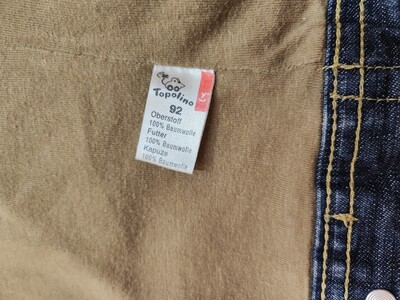 Topolino
92
Oberstoff
100% Baumwolle
Futter
100% Baumwolle
Kapuze
100% Baumwolle